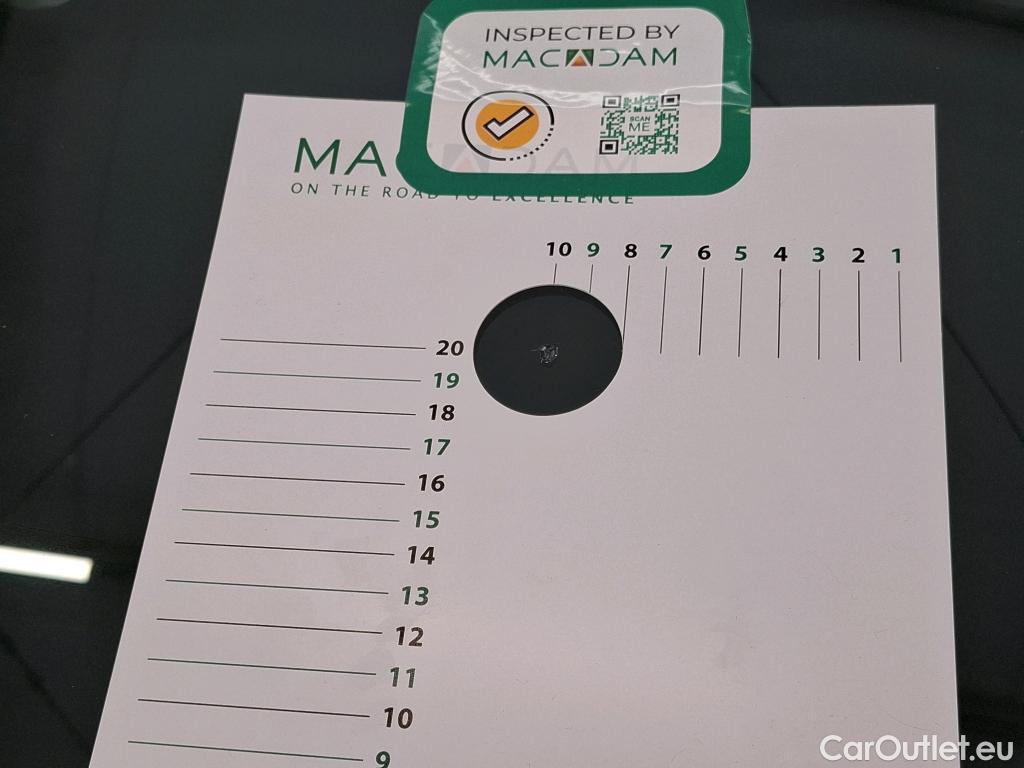 INSPECTED BY
MACADAM
SCAN
ME
MACADAM
ON THE ROAD TO EXCELLENCE
10 9 8 7 6 5 4 3 2 1
20
19
18
17
16
15
14
13
12
11
10
9
CarOutlet.eu